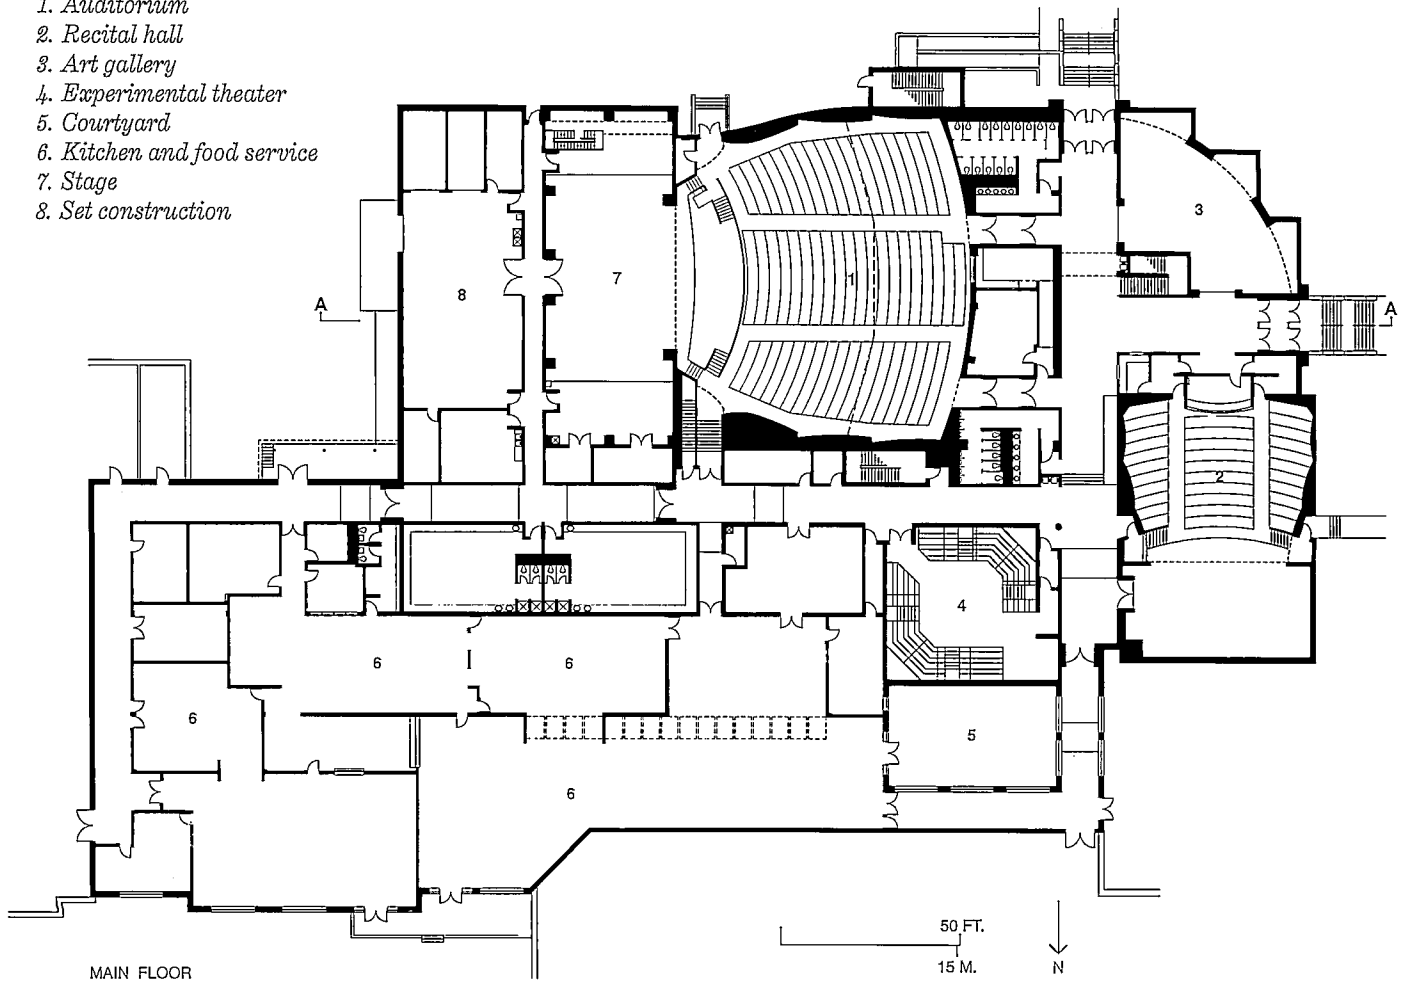 1. Auditorium
2. Recital hall
3. Art gallery
4. Experimental theater
5. Courtyard
6. Kitchen and food service
7. Stage
8. Set construction
3
7
1
8
A
A
2
4
6
6
6
5
6
50 FT.
15 M.
N
MAIN FLOOR